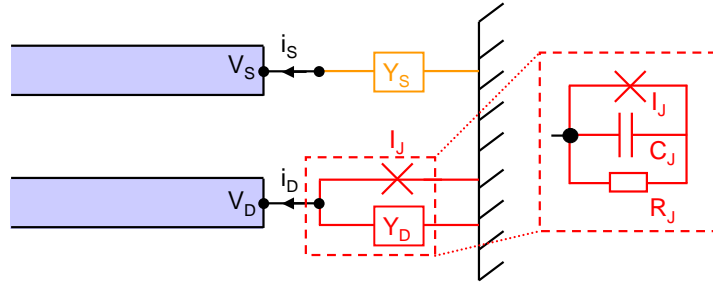 i_S
V_S
Y_S
I_J
I_J
C_J
i_D
V_D
Y_D
R_J